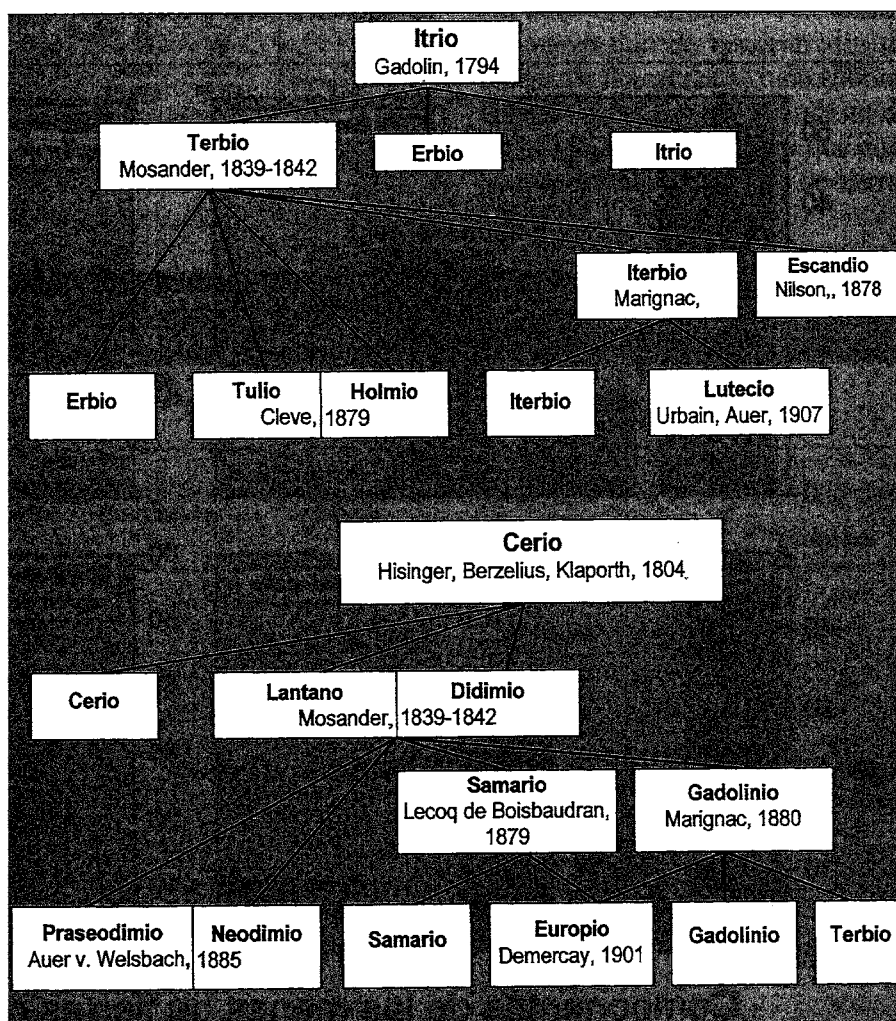 Itrio
Gadolin, 1794
Terbio
Mosander, 1839-1842
Erbio
Itrio
Iterbio
Marignac,
Escandio
Nilson,, 1878
Erbio
Tulio Holmio
Cleve, 1879
Iterbio
Lutecio
Urbain, Auer, 1907
Cerio
Hisinger, Berzelius, Klaporth, 1804
Cerio
Lantano Didimio
Mosander, 1839-1842
Samario
Lecoq de Boisbaudran,
1879
Gadolinio
Marignac, 1880
Praseodimio Neodimio
Auer v. Welsbach, 1885
Samario
Europio
Demercay, 1901
Gadolinio
Terbio